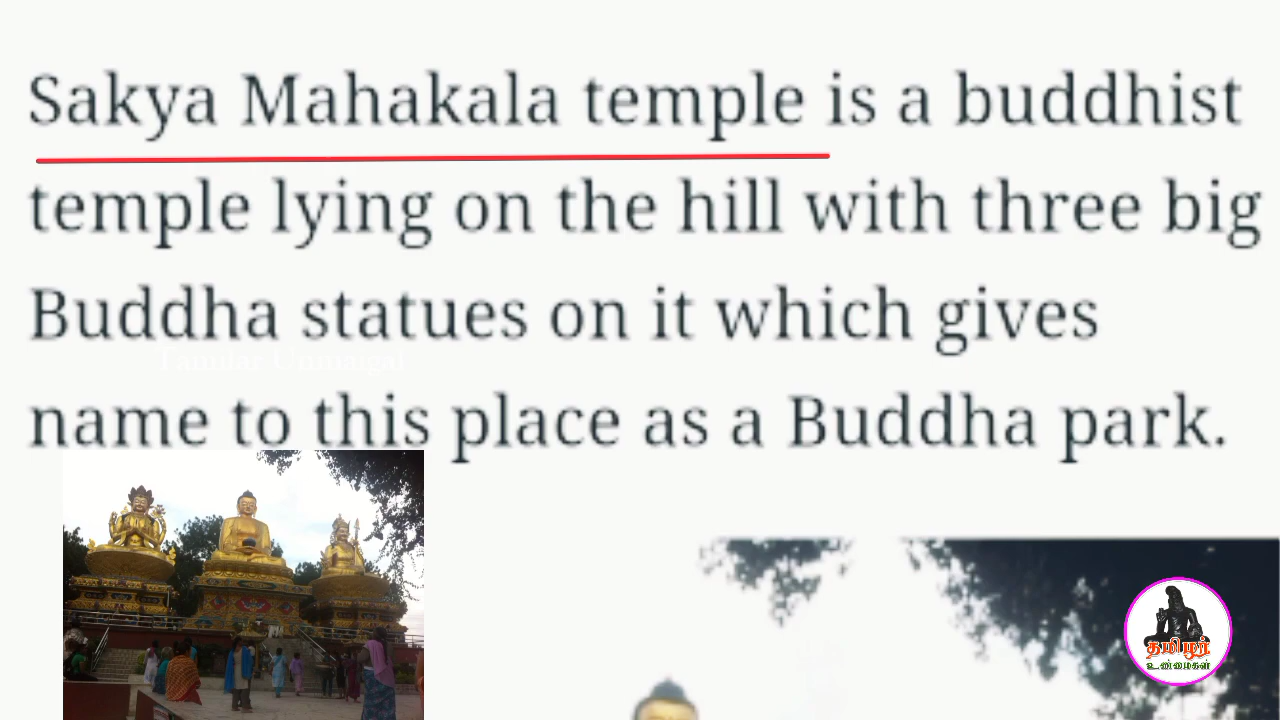 Sakya Mahakala temple is a buddhist
temple lying on the hill with three big
Buddha statues on it which gives
Tamilar Unmaigal
name to this place as a Buddha park.
தமிழர்
உண்மைகள்